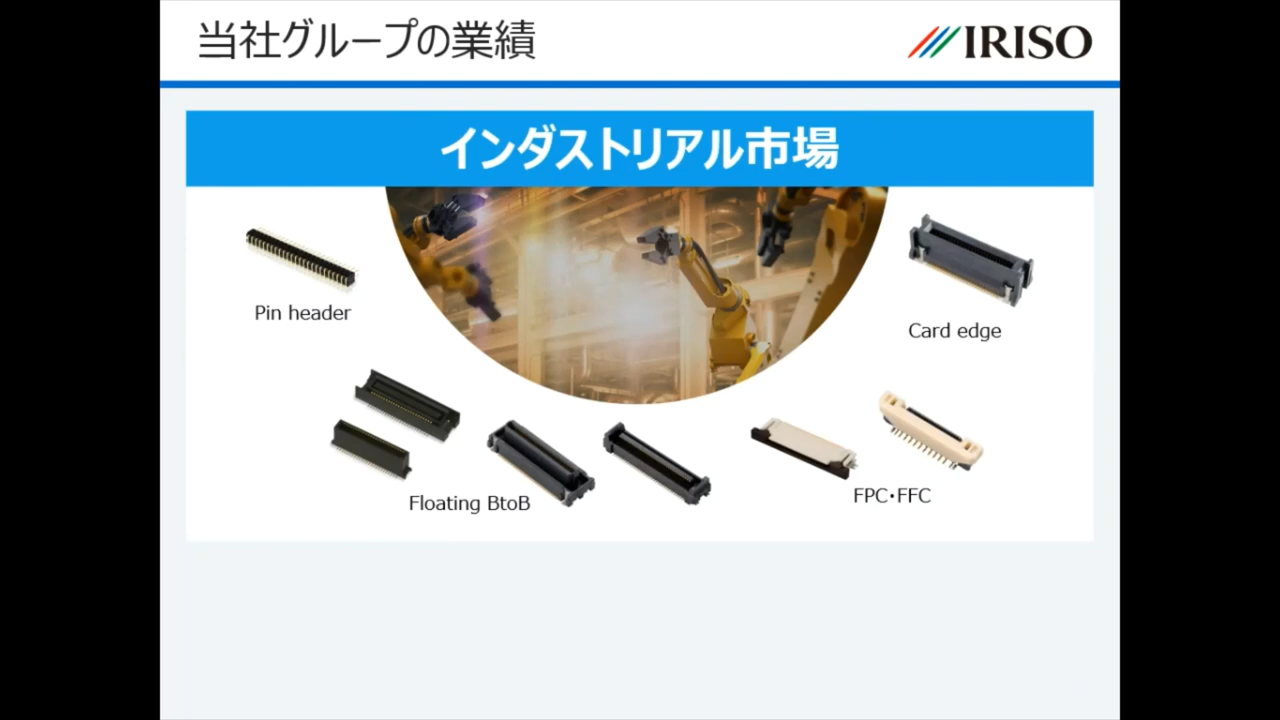 当社グループの業績
IRISO
インダストリアル市場
Pin header
Card edge
Floating BtoB
FPC・FFC